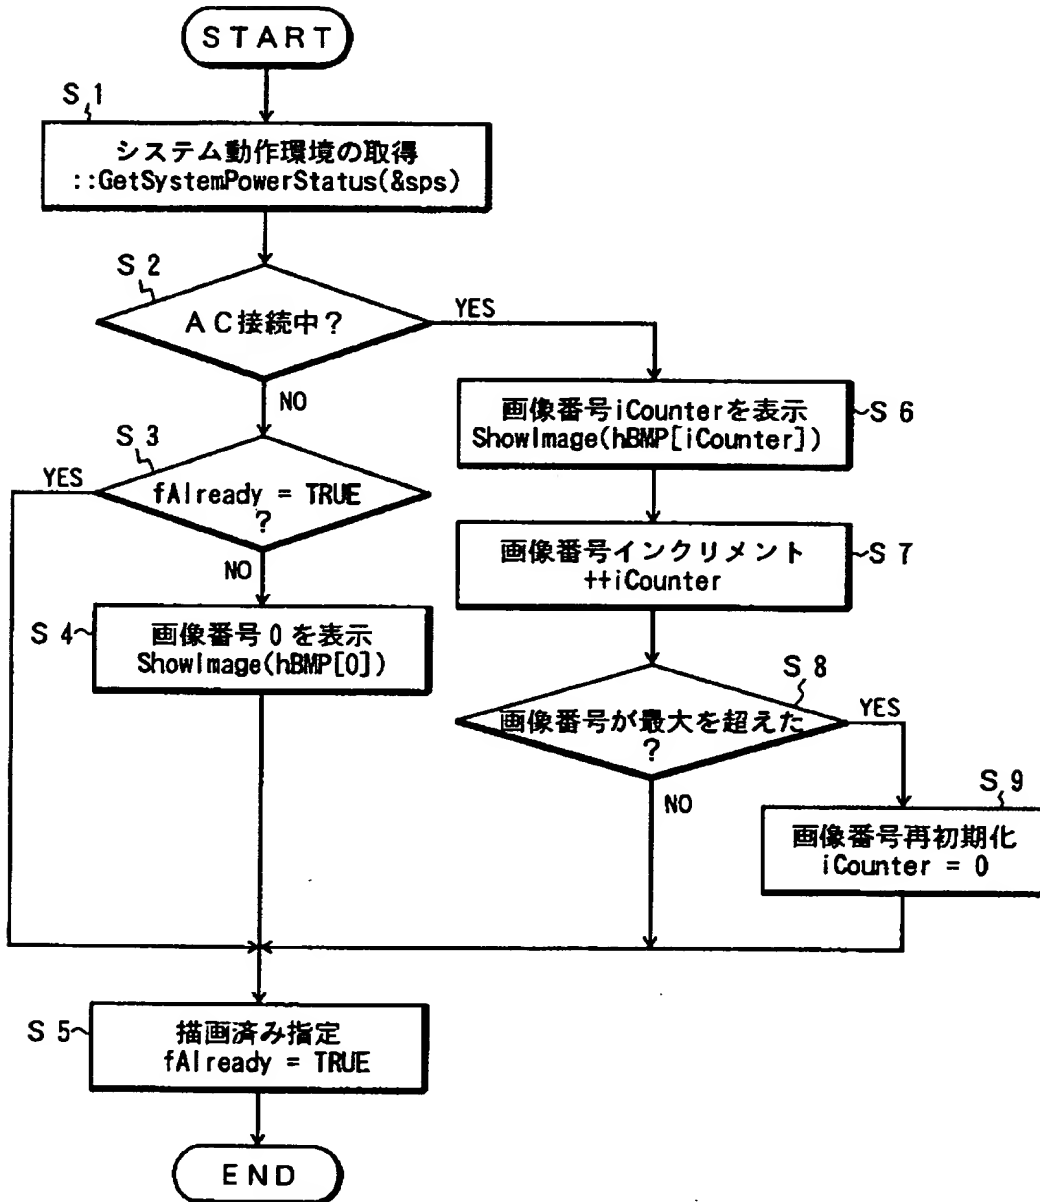 START
S1
システム動作環境の取得
::GetSystemPowerStatus(&sps)
S2
AC接続中?
YES
NO
S3
YES
fAlready = TRUE
?
NO
S4
画像番号0を表示
ShowImage(hBMP[0])
画像番号iCounterを表示
ShowImage(hBMP[iCounter])
S6
画像番号インクリメント
++iCounter
S7
S8
画像番号が最大を超えた
?
YES
NO
S9
画像番号再初期化
iCounter = 0
S5
描画済み指定
fAlready = TRUE
END